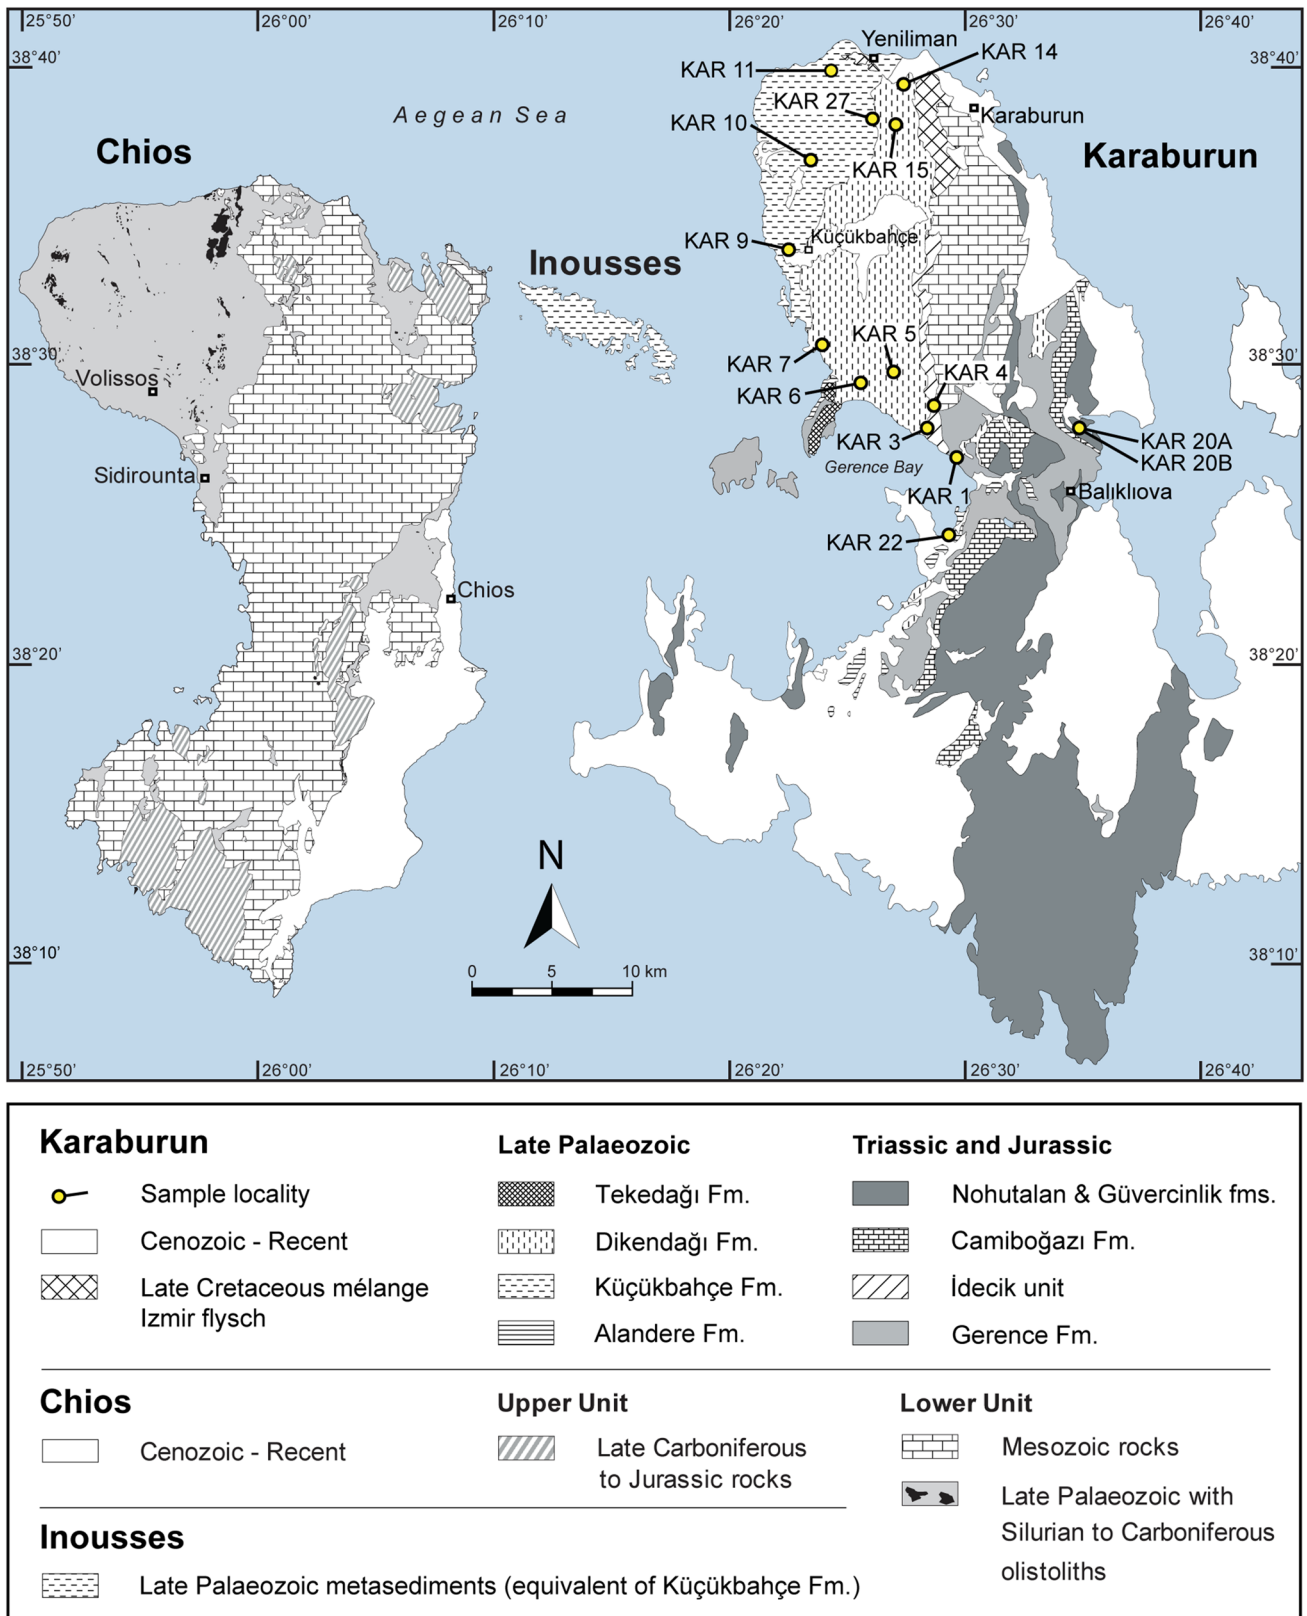 25°50’
26°00’
26°10’
26°20’
26°30’
26°40’
38°40’
38°40’
Yeniliman
KAR 14
KAR 11
KAR 27
Aegean Sea
KAR 10
Karaburun
Chios
Karaburun
KAR 15
KAR 9
Küçükbahçe
Inousses
KAR 5
38°30’
38°30’
KAR 7
KAR 4
Volissos
KAR 6
KAR 3
KAR 20A
KAR 20B
Gerence Bay
Sidirounta
KAR 1
Balıklıova
KAR 22
Chios
38°20’
38°20’
N
38°10’
38°10’
0
5
10 km
25°50’
26°00’
26°10’
26°20’
26°30’
26°40’
Karaburun
Sample locality
Cenozoic - Recent
Late Cretaceous mélange
Izmir flysch
Late Palaeozoic
Tekedağı Fm.
Dikendağı Fm.
Küçükbahçe Fm.
Alandere Fm.
Triassic and Jurassic
Nohutalan & Güvercinlik fms.
Camiboğazı Fm.
İdecik unit
Gerence Fm.
Chios
Cenozoic - Recent
Upper Unit
Late Carboniferous
to Jurassic rocks
Lower Unit
Mesozoic rocks
Late Palaeozoic with
Silurian to Carboniferous
olistoliths
Inousses
Late Palaeozoic metasediments (equivalent of Küçükbahçe Fm.)